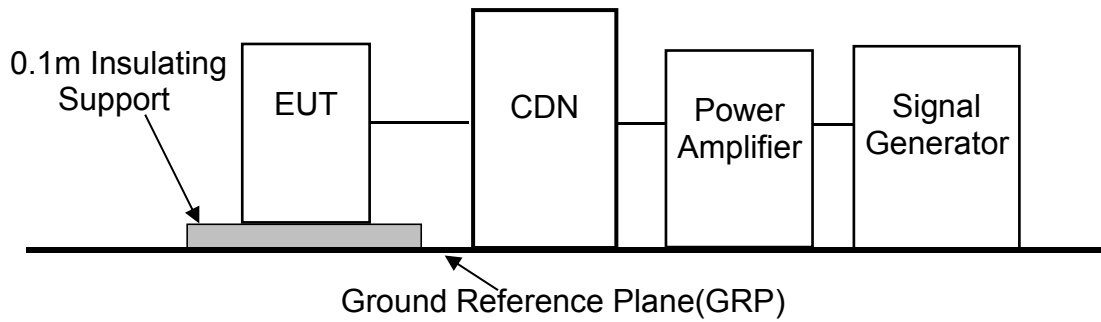 0.1m Insulating
Support
EUT
CDN
Power
Amplifier
Signal
Generator
Ground Reference Plane(GRP)